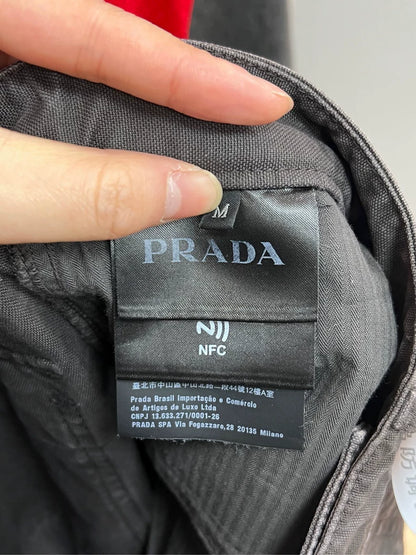 M
PRADA
NFC
臺北市中山區中山北路二段44號12樓A室
Prada Brasil Importação e Comércio
de Artigos de Luxo Ltda
CNPJ 13.633.271/0001-26
PRADA SPA Via Fogazzaro,28 20135 Milano